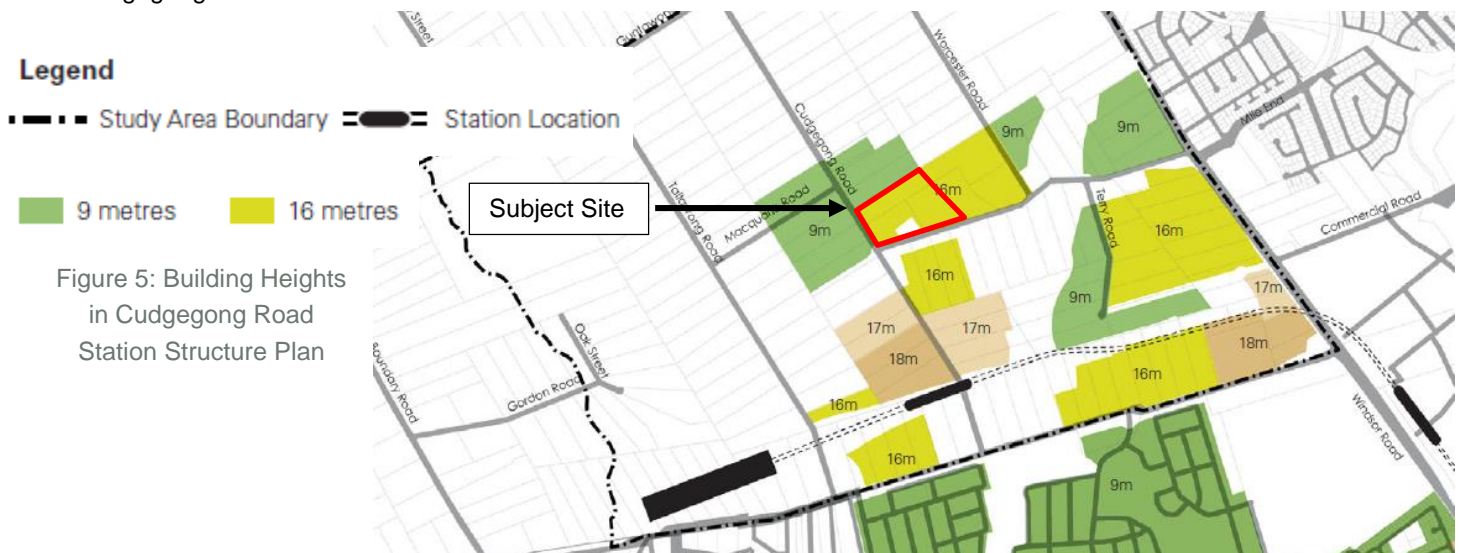 Legend
Study Area Boundary
Station Location
9 metres
16 metres
Subject Site
Figure 5: Building Heights
in Cudgegong Road
Station Structure Plan
Street
Worcester Road
Cudgegong Road
Mile End
9m
9m
16m
Tallawong Road
Macquarie Road
9m
Terry Road
16m
Commercial Road
16m
9m
17m
17m
17m
18m
18m
Oak Street
Boundary Road
Gordon Road
16m
16m
16m
Windsor Road
9m